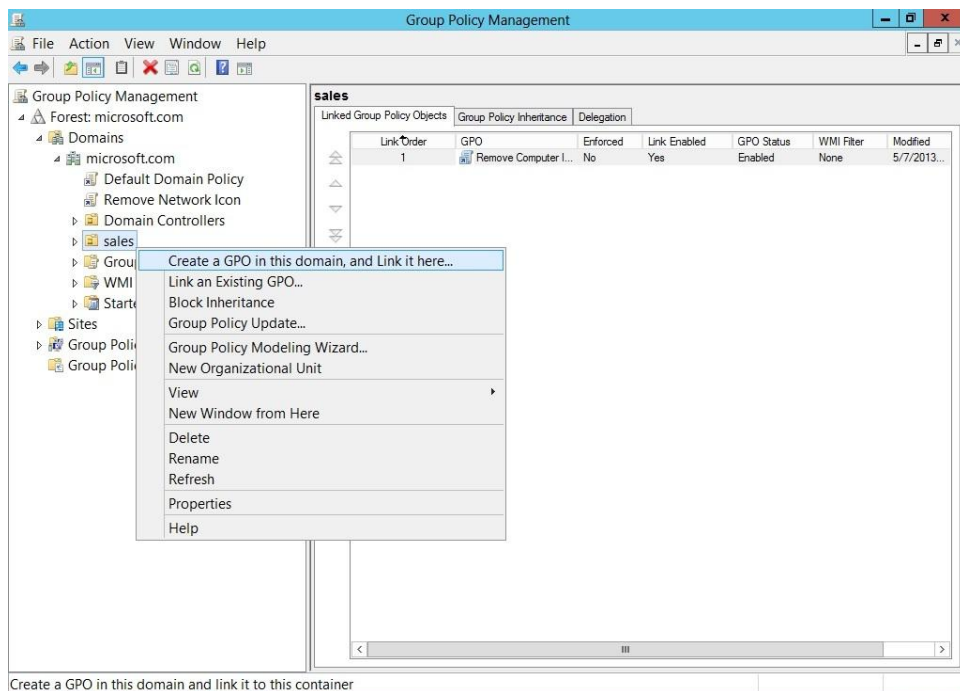 Group Policy Management
File Action View Window Help
Group Policy Management
Forest: microsoft.com
Domains
microsoft.com
Default Domain Policy
Remove Network Icon
Domain Controllers
sales
Grou
WMI
Starte
Sites
Group Poli
Group Poli
sales
Linked Group Policy Objects Group Policy Inheritance Delegation
Link Order GPO Enforced Link Enabled GPO Status WMI Filter Modified
1 Remove Computer I... No Yes Enabled None 5/7/2013...
Create a GPO in this domain, and Link it here...
Link an Existing GPO...
Block Inheritance
Group Policy Update...
Group Policy Modeling Wizard...
New Organizational Unit
View
New Window from Here
Delete
Rename
Refresh
Properties
Help
Create a GPO in this domain and link it to this container